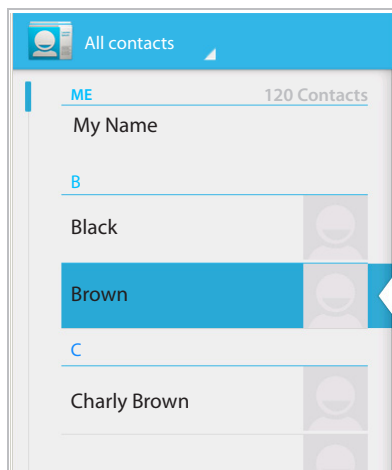 All contacts
ME 120 Contacts
My Name
B
Black
Brown
C
Charly Brown